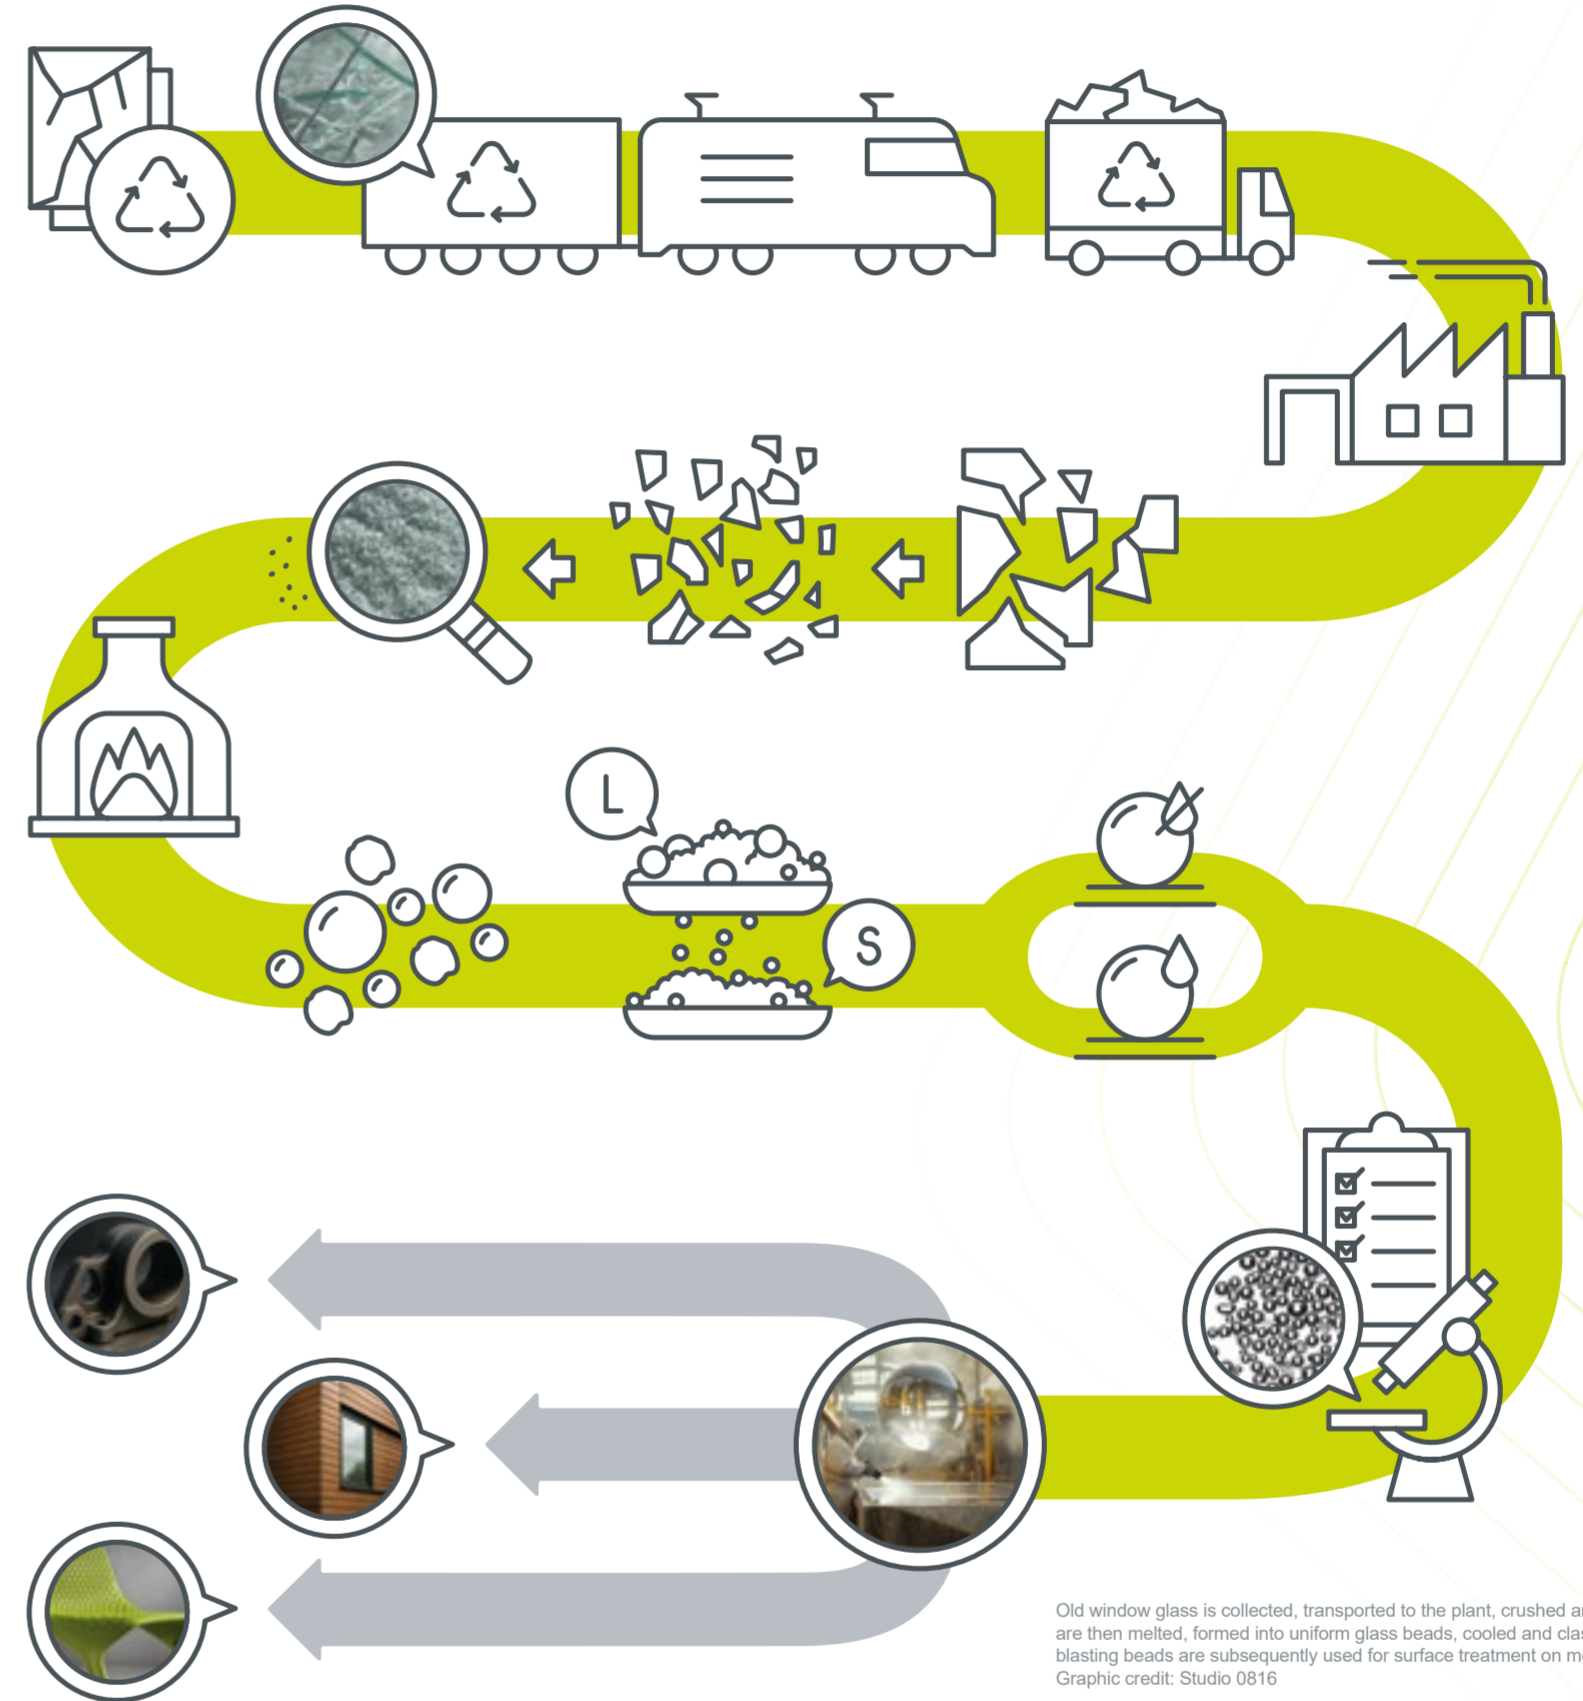 L
S
Old window glass is collected, transported to the plant, crushed
are then melted, formed into uniform glass beads, cooled and
blasting beads are subsequently used for surface treatment on
Graphic credit: Studio 0816